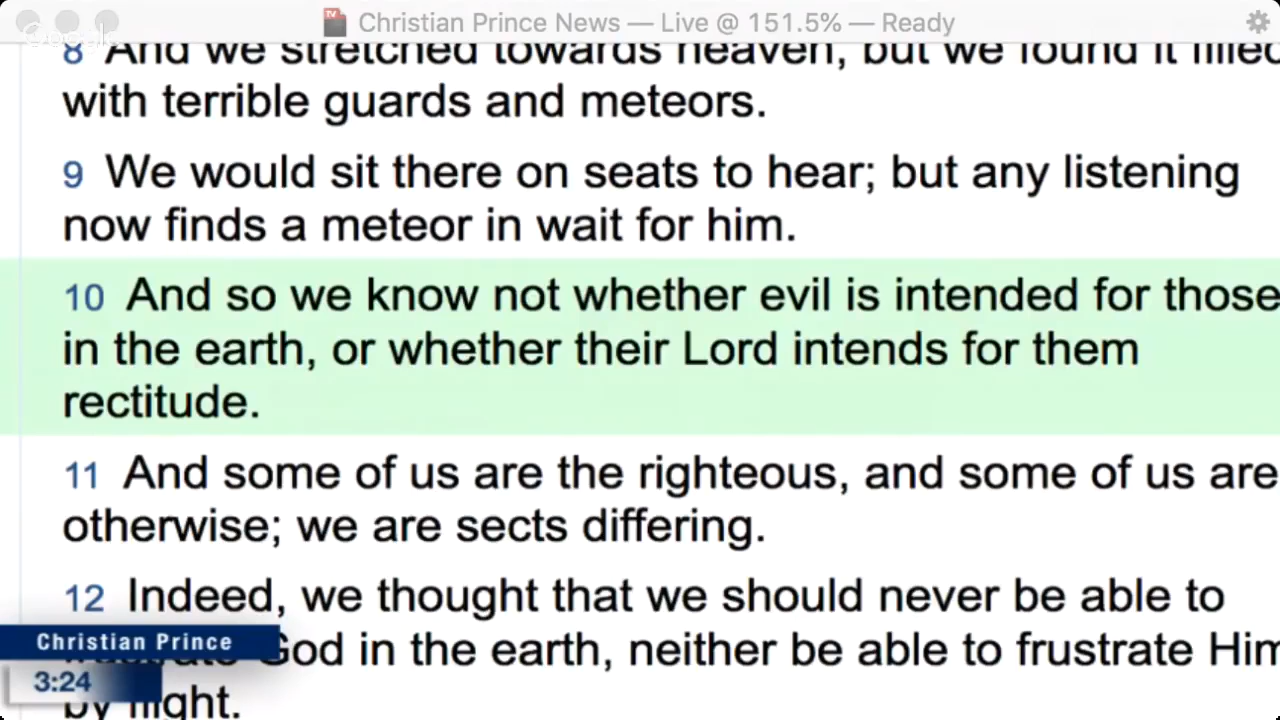 Christian Prince News — Live @ 151.5% — Ready
Google
8 And we stretched towards heaven, but we found it filled
with terrible guards and meteors.
9 We would sit there on seats to hear; but any listening
now finds a meteor in wait for him.
10 And so we know not whether evil is intended for those
in the earth, or whether their Lord intends for them
rectitude.
11 And some of us are the righteous, and some of us are
otherwise; we are sects differing.
12 Indeed, we thought that we should never be able to
God in the earth, neither be able to frustrate Him
by flight.
Christian Prince
3:24